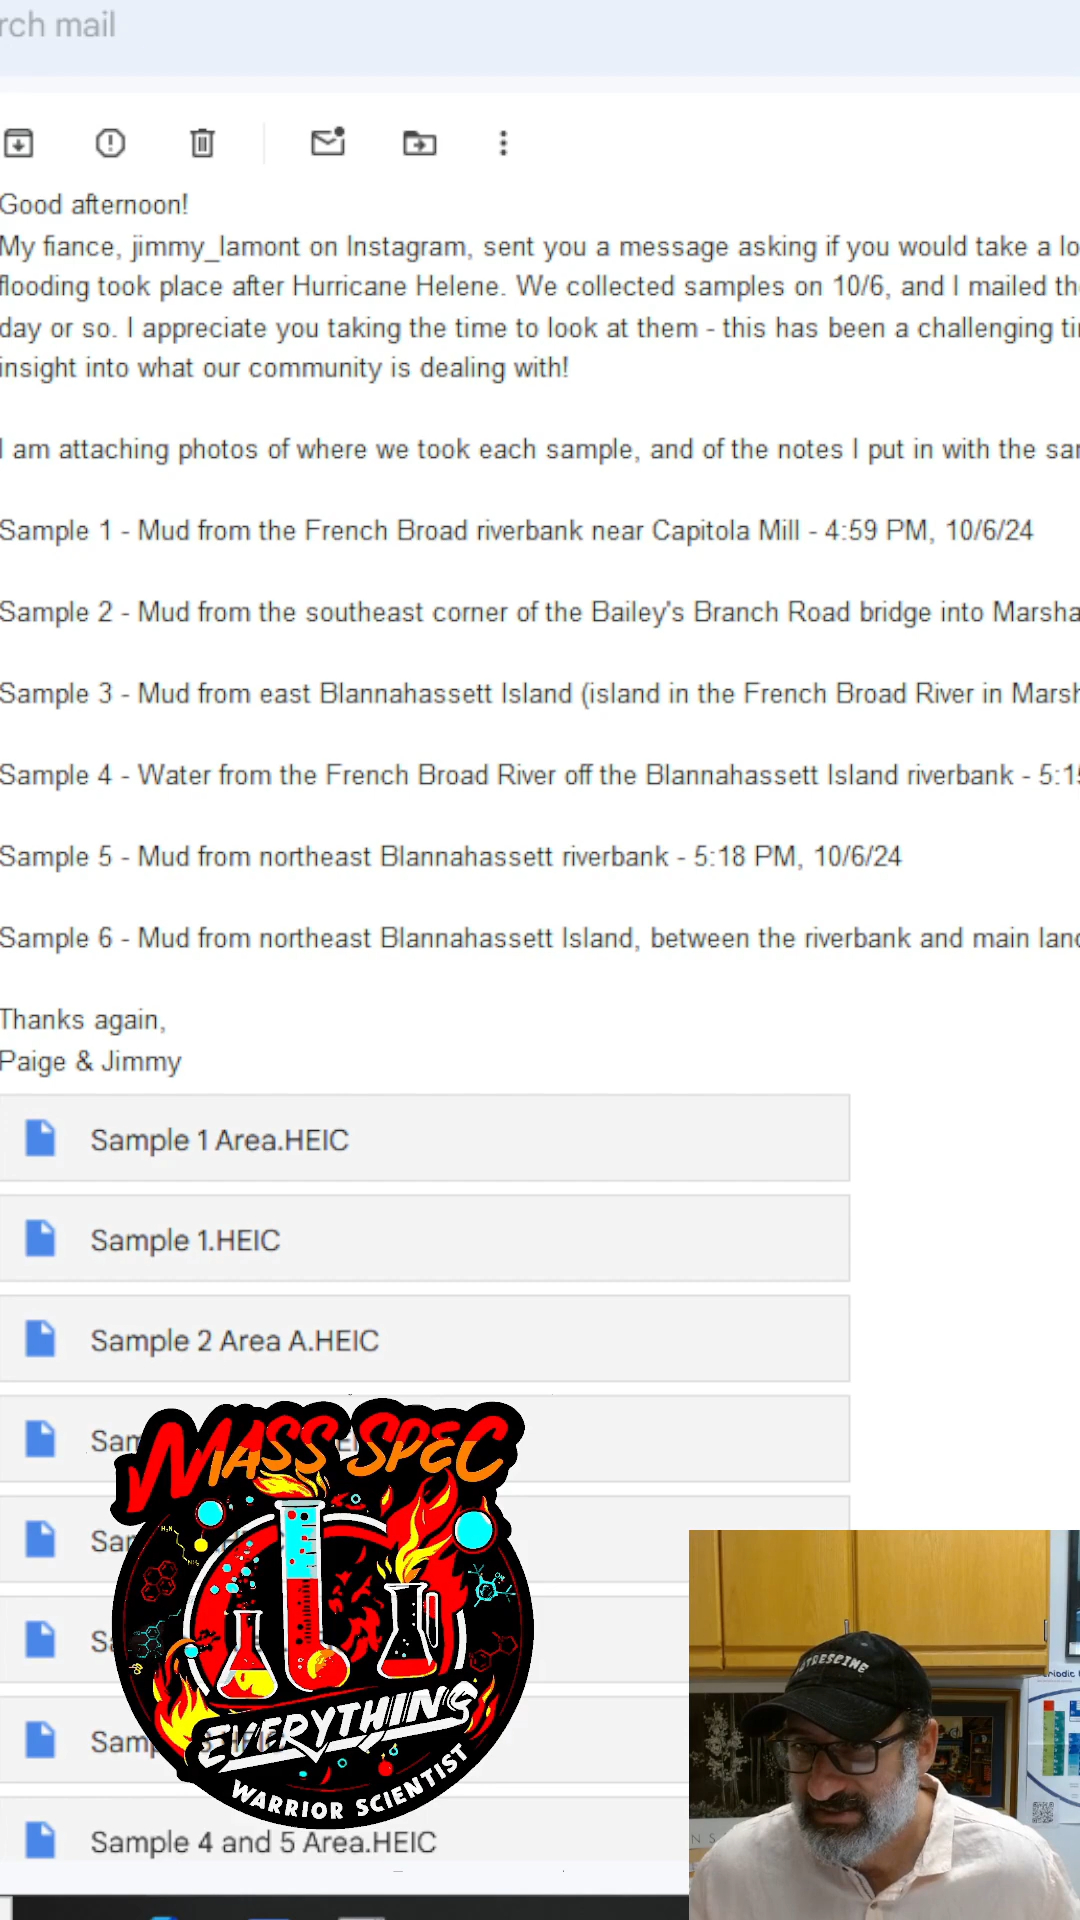 rch mail
Good afternoon!
My fiance, jimmy_lamont on Instagram, sent you a message asking if you would take a lo
flooding took place after Hurricane Helene. We collected samples on 10/6, and I mailed th
day or so. I appreciate you taking the time to look at them - this has been a challenging ti
insight into what our community is dealing with!
I am attaching photos of where we took each sample, and of the notes I put in with the sa
Sample 1 - Mud from the French Broad riverbank near Capitola Mill - 4:59 PM, 10/6/24
Sample 2 - Mud from the southeast corner of the Bailey's Branch Road bridge into Marsha
Sample 3 - Mud from east Blannahassett Island (island in the French Broad River in Marsh
Sample 4 - Water from the French Broad River off the Blannahassett Island riverbank - 5:15
Sample 5 - Mud from northeast Blannahassett riverbank - 5:18 PM, 10/6/24
Sample 6 - Mud from northeast Blannahassett Island, between the riverbank and main land
Thanks again,
Paige & Jimmy
Sample 1 Area.HEIC
Sample 1.HEIC
Sample 2 Area A.HEIC
Sam
Sam
Sa
Samp
Sample 4 and 5 Area.HEIC
MASS SPEC
EVERYTHING
WARRIOR SCIENTIST